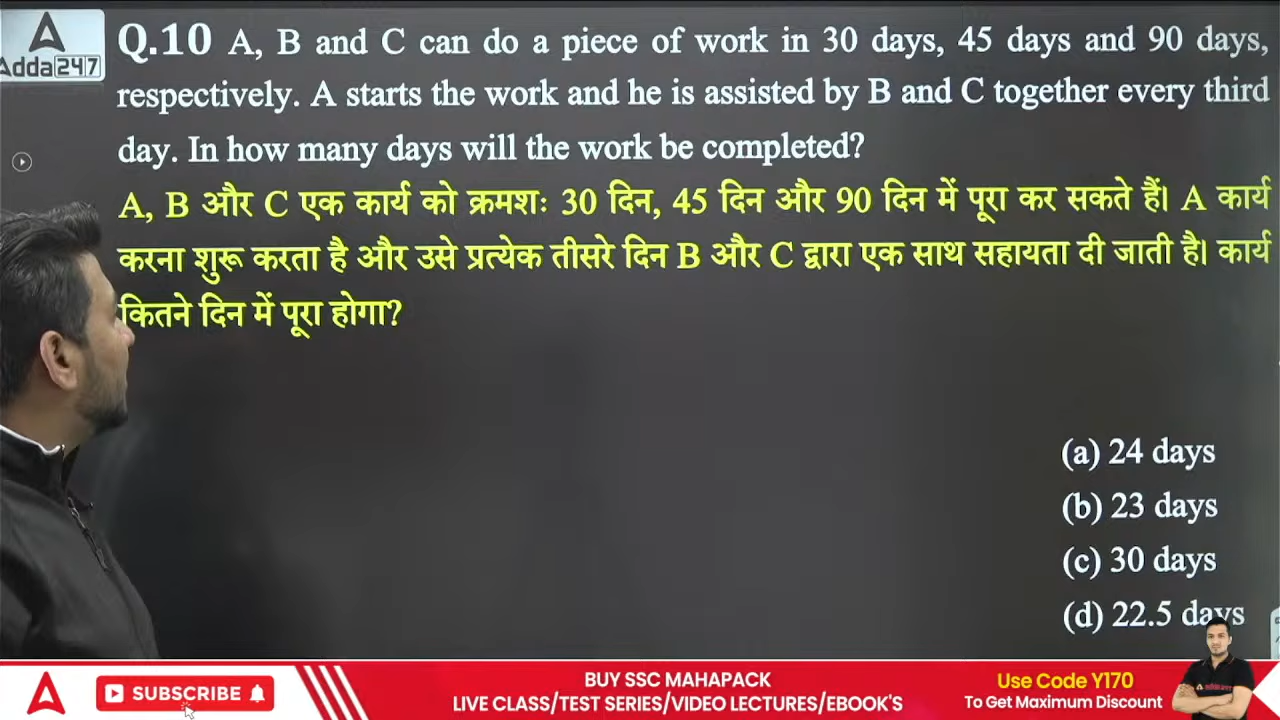 Adda247
Q.10 A, B and C can do a piece of work in 30 days, 45 days and 90 days,
respectively. A starts the work and he is assisted by B and C together every third
day. In how many days will the work be completed?
A, B और C एक कार्य को क्रमशः 30 दिन, 45 दिन और 90 दिन में पूरा कर सकते हैं। A कार्य
करना शुरू करता है और उसे प्रत्येक तीसरे दिन B और C द्वारा एक साथ सहायता दी जाती है। कार्य
कितने दिन में पूरा होगा?
(a) 24 days
(b) 23 days
(c) 30 days
(d) 22.5 days
SUBSCRIBE
BUY SSC MAHAPACK
LIVE CLASS/TEST SERIES/VIDEO LECTURES/EBOOK'S
Use Code Y170
To Get Maximum Discount